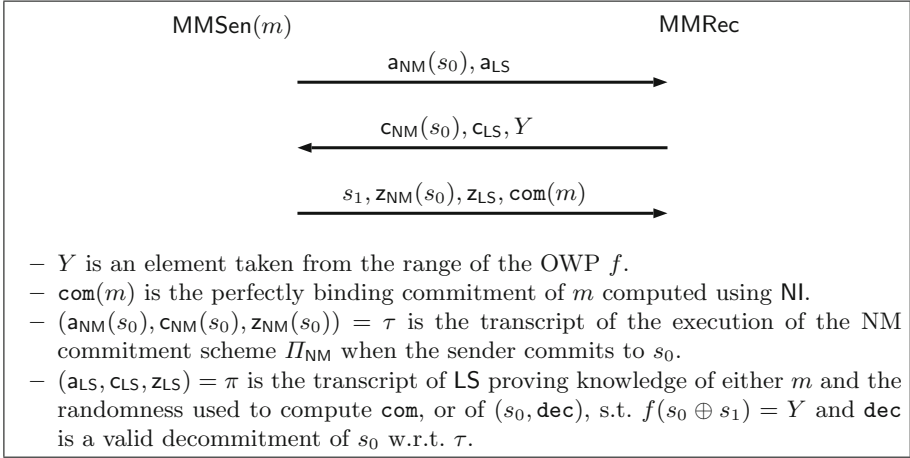 MMSen(m) MMRec
a_NM(s_0), a_LS
c_NM(s_0), c_LS, Y
s_1, z_NM(s_0), z_LS, com(m)
– Y is an element taken from the range of the OWP f.
– com(m) is the perfectly binding commitment of m computed using NI.
– (a_NM(s_0), c_NM(s_0), z_NM(s_0)) = τ is the transcript of the execution of the NM
commitment scheme Π_NM when the sender commits to s_0.
– (a_LS, c_LS, z_LS) = π is the transcript of LS proving knowledge of either m and the
randomness used to compute com, or of (s_0, dec), s.t. f(s_0 ⊕ s_1) = Y and dec
is a valid decommitment of s_0 w.r.t. τ.